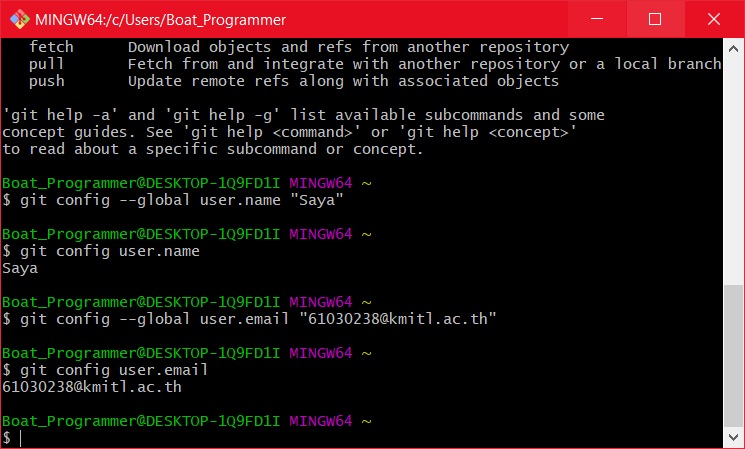 MINGW64:/c/Users/Boat_Programmer
   fetch      Download objects and refs from another repository
   pull       Fetch from and integrate with another repository or a local branch
   push       Update remote refs along with associated objects
'git help -a' and 'git help -g' list available subcommands and some
concept guides. See 'git help <command>' or 'git help <concept>'
to read about a specific subcommand or concept.
Boat_Programmer@DESKTOP-1Q9FD1I MINGW64 ~
$ git config --global user.name "Saya"
Boat_Programmer@DESKTOP-1Q9FD1I MINGW64 ~
$ git config user.name
Saya
Boat_Programmer@DESKTOP-1Q9FD1I MINGW64 ~
$ git config --global user.email "61030238@kmitl.ac.th"
Boat_Programmer@DESKTOP-1Q9FD1I MINGW64 ~
$ git config user.email
61030238@kmitl.ac.th
Boat_Programmer@DESKTOP-1Q9FD1I MINGW64 ~
$